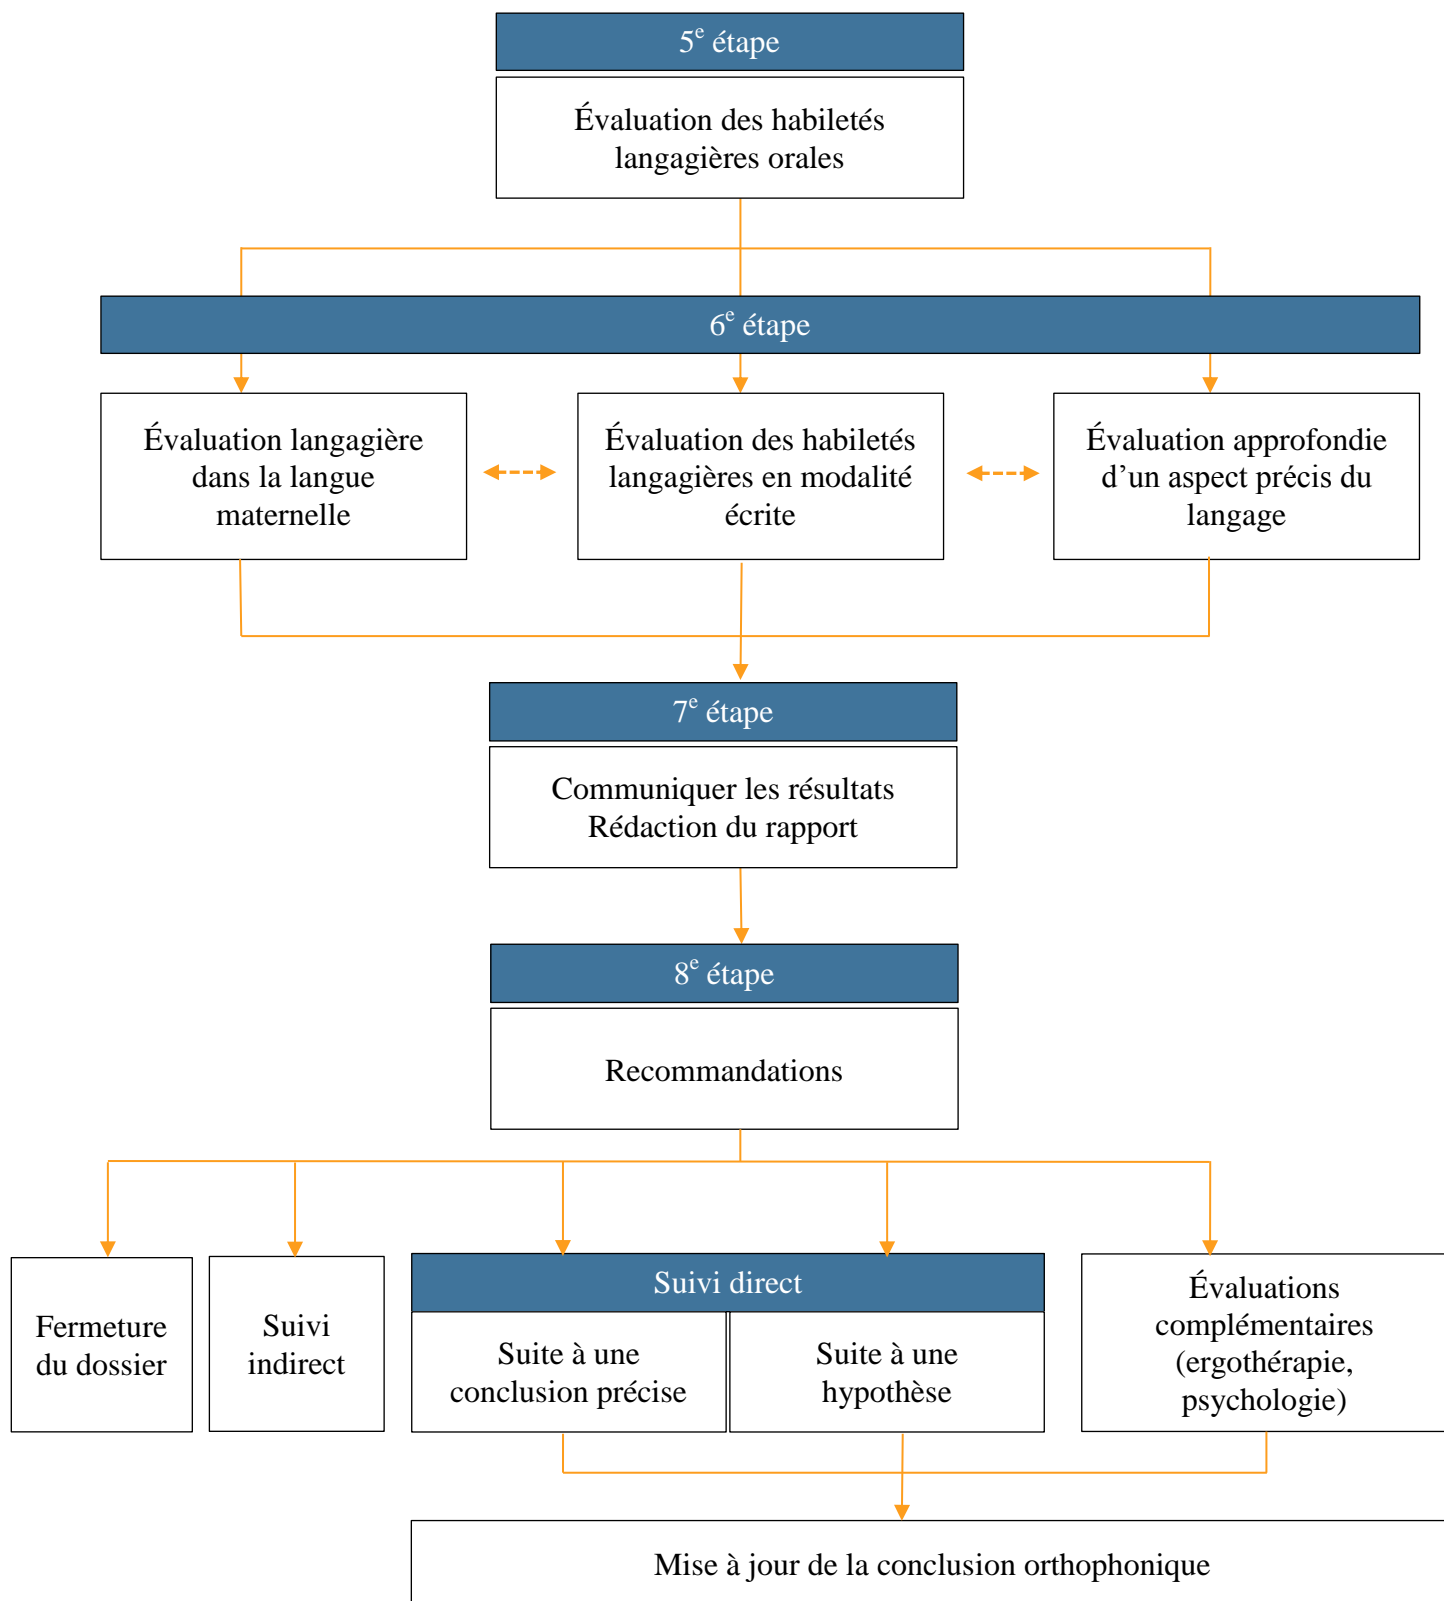 5e étape
Évaluation des habiletés
langagières orales
6e étape
Évaluation langagière
dans la langue
maternelle
Évaluation des habiletés
langagières en modalité
écrite
Évaluation approfondie
d’un aspect précis du
langage
7e étape
Communiquer les résultats
Rédaction du rapport
8e étape
Recommandations
Fermeture
du dossier
Suivi
indirect
Suivi direct
Suite à une
conclusion précise
Suite à une
hypothèse
Évaluations
complémentaires
(ergothérapie,
psychologie)
Mise à jour de la conclusion orthophonique